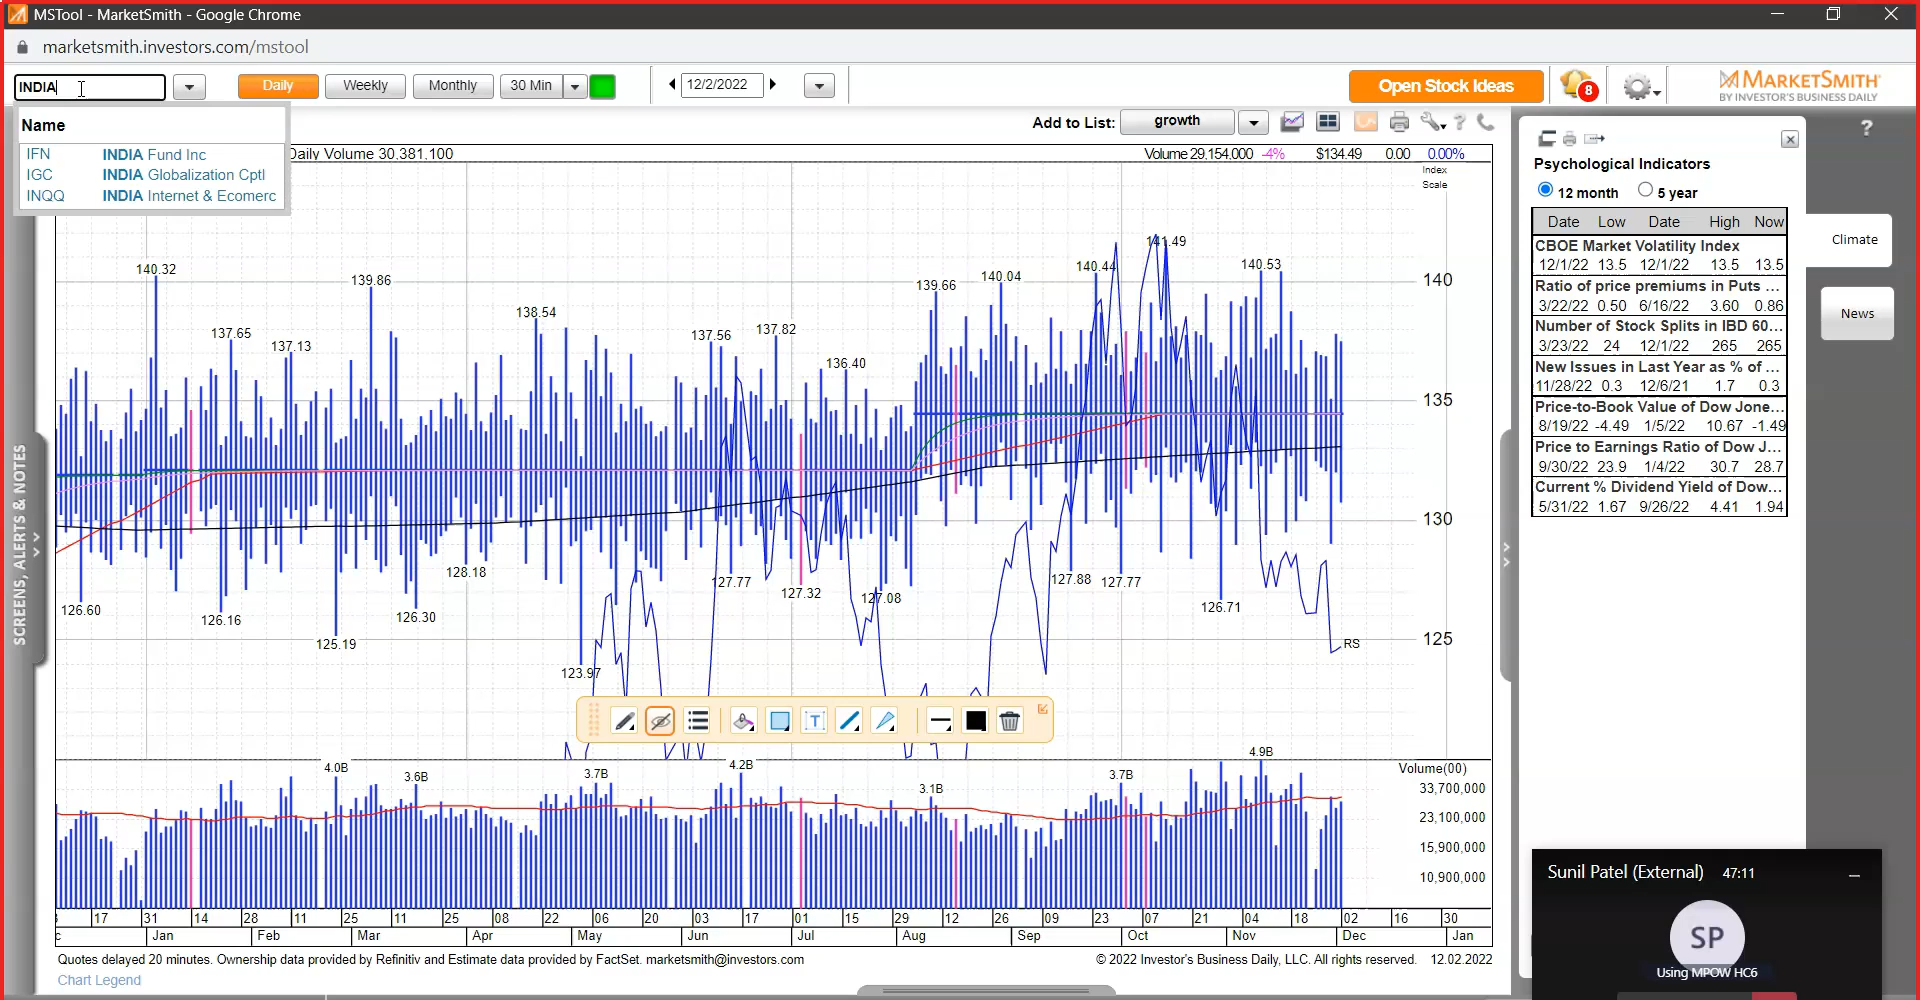 MSTool - MarketSmith - Google Chrome
marketsmith.investors.com/mstool
INDIA
Daily
Weekly
Monthly
30 Min
12/2/2022
Open Stock Ideas
8
MARKETSMITH
BY INVESTOR'S BUSINESS DAILY
Name
IFN INDIA Fund Inc
IGC INDIA Globalization Cptl
INQQ INDIA Internet & Ecomerc
Add to List: growth
Daily Volume 30,381,100
Volume 29,154,000 -4% $134.49 0.00 0.00%
Index
Scale
141.49
140.32
139.86
140.44
140.53
140.04
139.66
140
138.54
137.65
137.56
137.82
137.13
136.40
135
130
128.18
127.77
127.32
127.08
127.88
127.77
126.71
126.60
126.16
126.30
125.19
125
RS
123.97
T
4.0B
3.6B
3.7B
4.2B
3.1B
3.7B
4.9B
Volume(00)
33,700,000
23,100,000
15,900,000
10,900,000
17 31 14 28 11 25 11 25 08 22 06 20 03 17 01 15 29 12 26 09 23 07 21 04 18 02 16 30
c Jan Feb Mar Apr May Jun Jul Aug Sep Oct Nov Dec Jan
Quotes delayed 20 minutes. Ownership data provided by Refinitiv and Estimate data provided by FactSet. marketsmith@investors.com
© 2022 Investor's Business Daily, LLC. All rights reserved. 12.02.2022
Chart Legend
SCREENS, ALERTS & NOTES
Psychological Indicators
12 month 5 year
Date Low Date High Now
CBOE Market Volatility Index
12/1/22 13.5 12/1/22 13.5 13.5
Ratio of price premiums in Puts ...
3/22/22 0.50 6/16/22 3.60 0.86
Number of Stock Splits in IBD 60...
3/23/22 24 12/1/22 265 265
New Issues in Last Year as % of ...
11/28/22 0.3 12/6/21 1.7 0.3
Price-to-Book Value of Dow Jone...
8/19/22 -4.49 1/5/22 10.67 -1.49
Price to Earnings Ratio of Dow J...
9/30/22 23.9 1/4/22 30.7 28.7
Current % Dividend Yield of Dow...
5/31/22 1.67 9/26/22 4.41 1.94
?
Climate
News
Sunil Patel (External) 47:11
SP
Using MPOW HC6